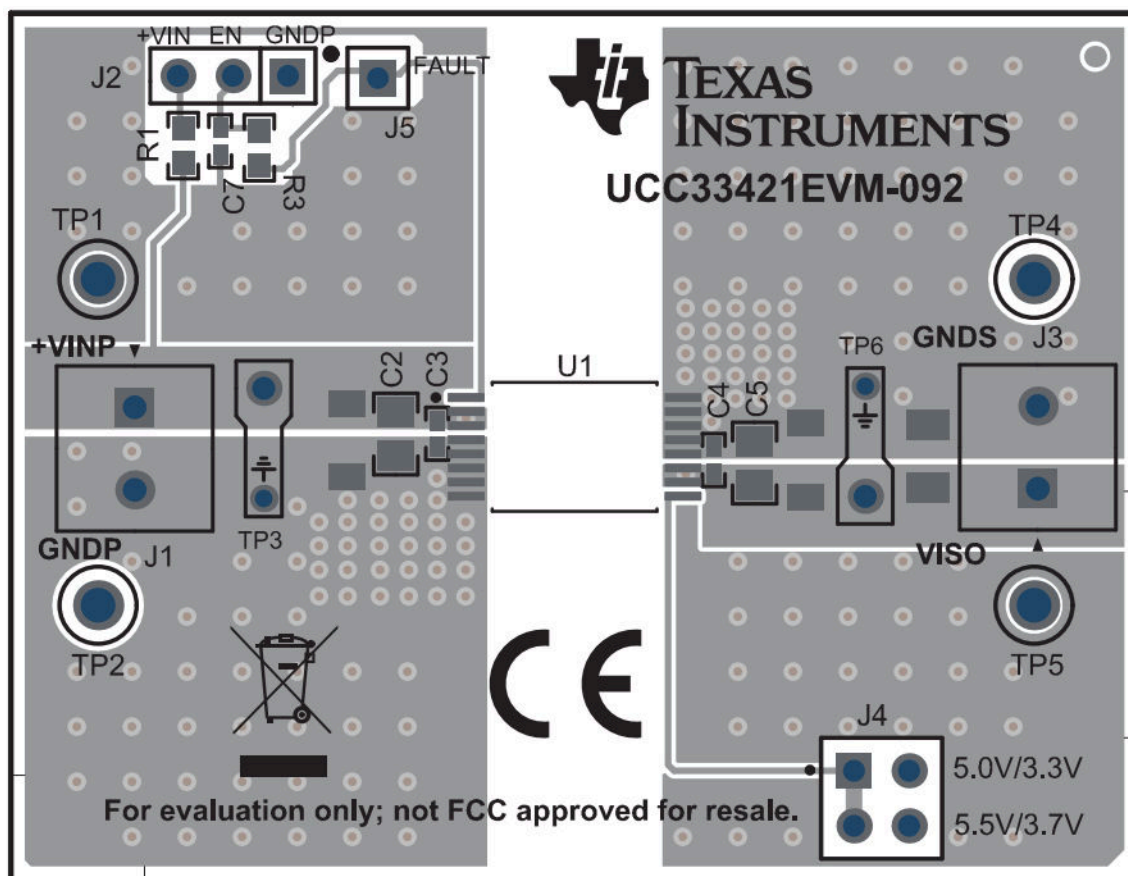 +VIN EN GNDP
J2
FAULT
J5
R1
C7
R3
TEXAS
INSTRUMENTS
UCC33421EVM-092
TP1
TP4
+VINP
GNDS
J3
TP6
U1
C2
C3
C4
C5
TP3
GNDP
J1
VISO
TP2
TP5
CE
J4
5.0V/3.3V
5.5V/3.7V
For evaluation only; not FCC approved for resale.